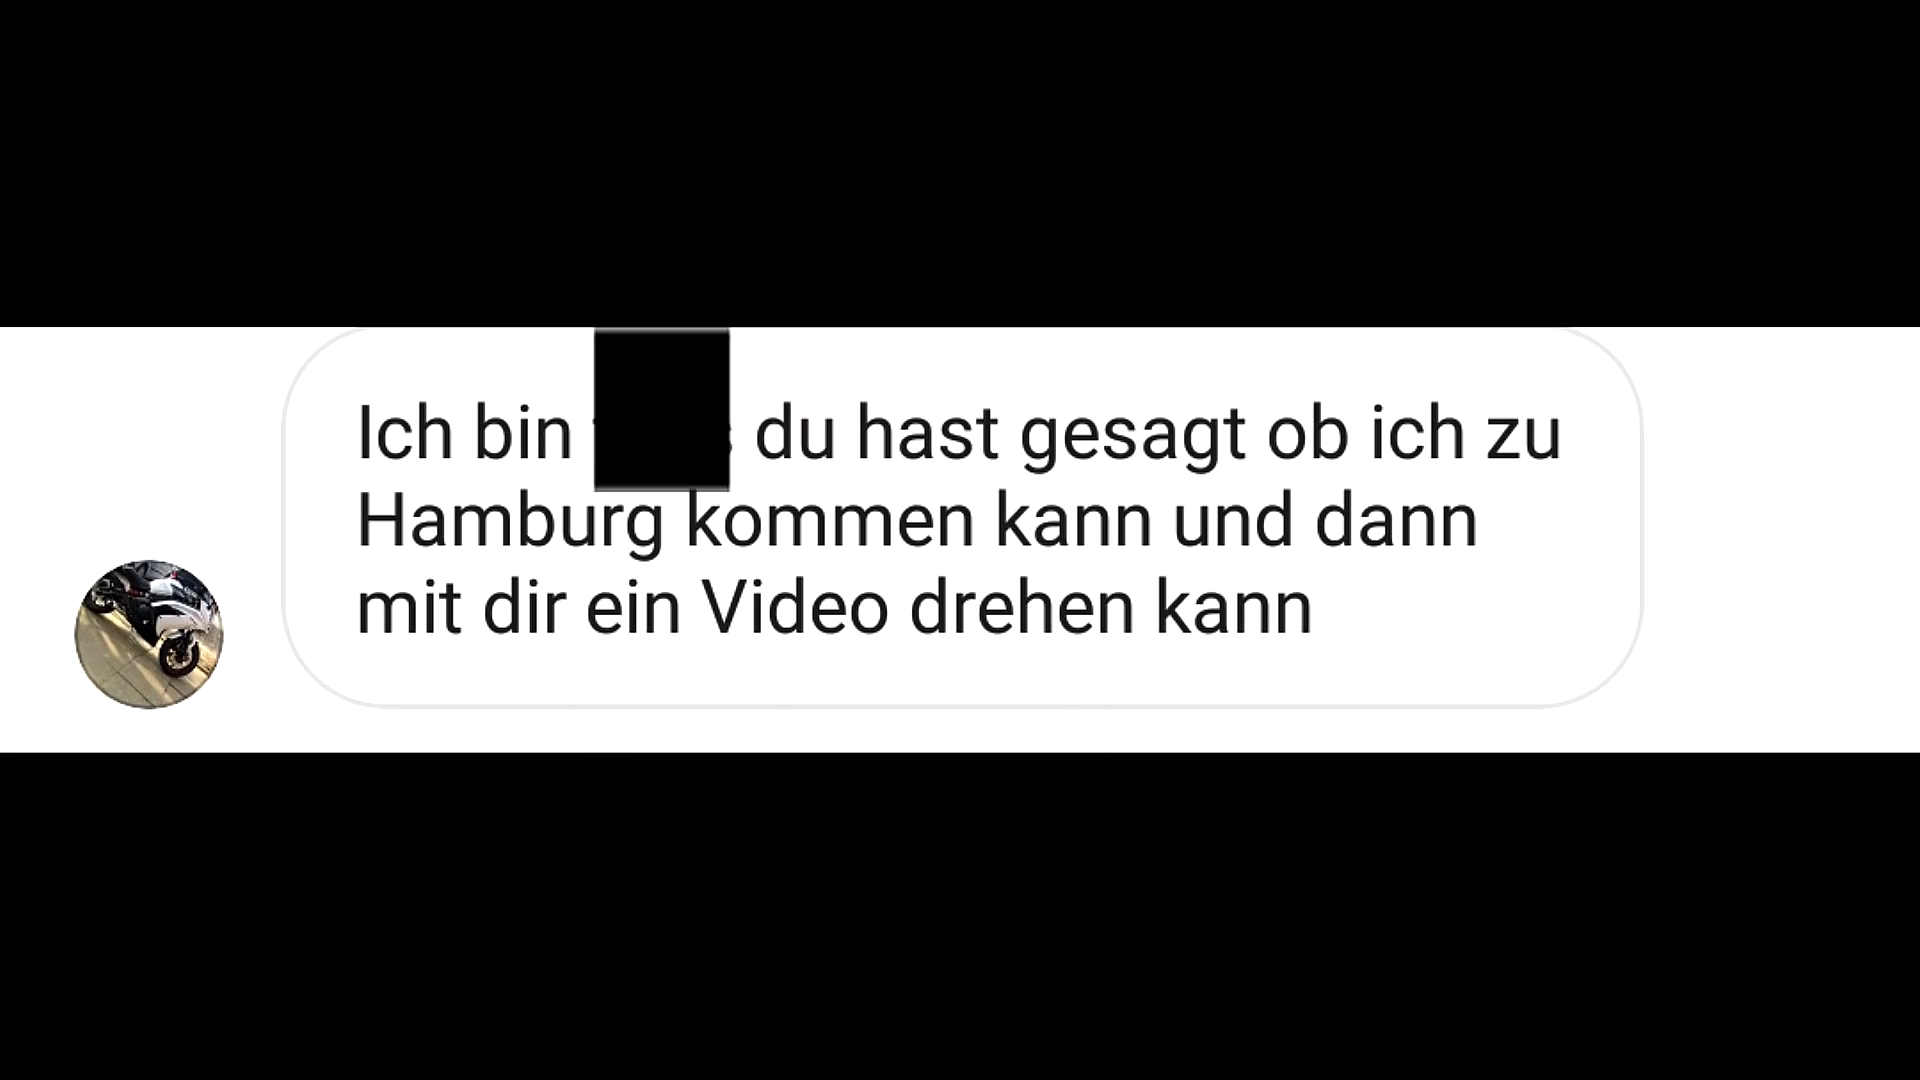 Ich bin du hast gesagt ob ich zu
Hamburg kommen kann und dann
mit dir ein Video drehen kann